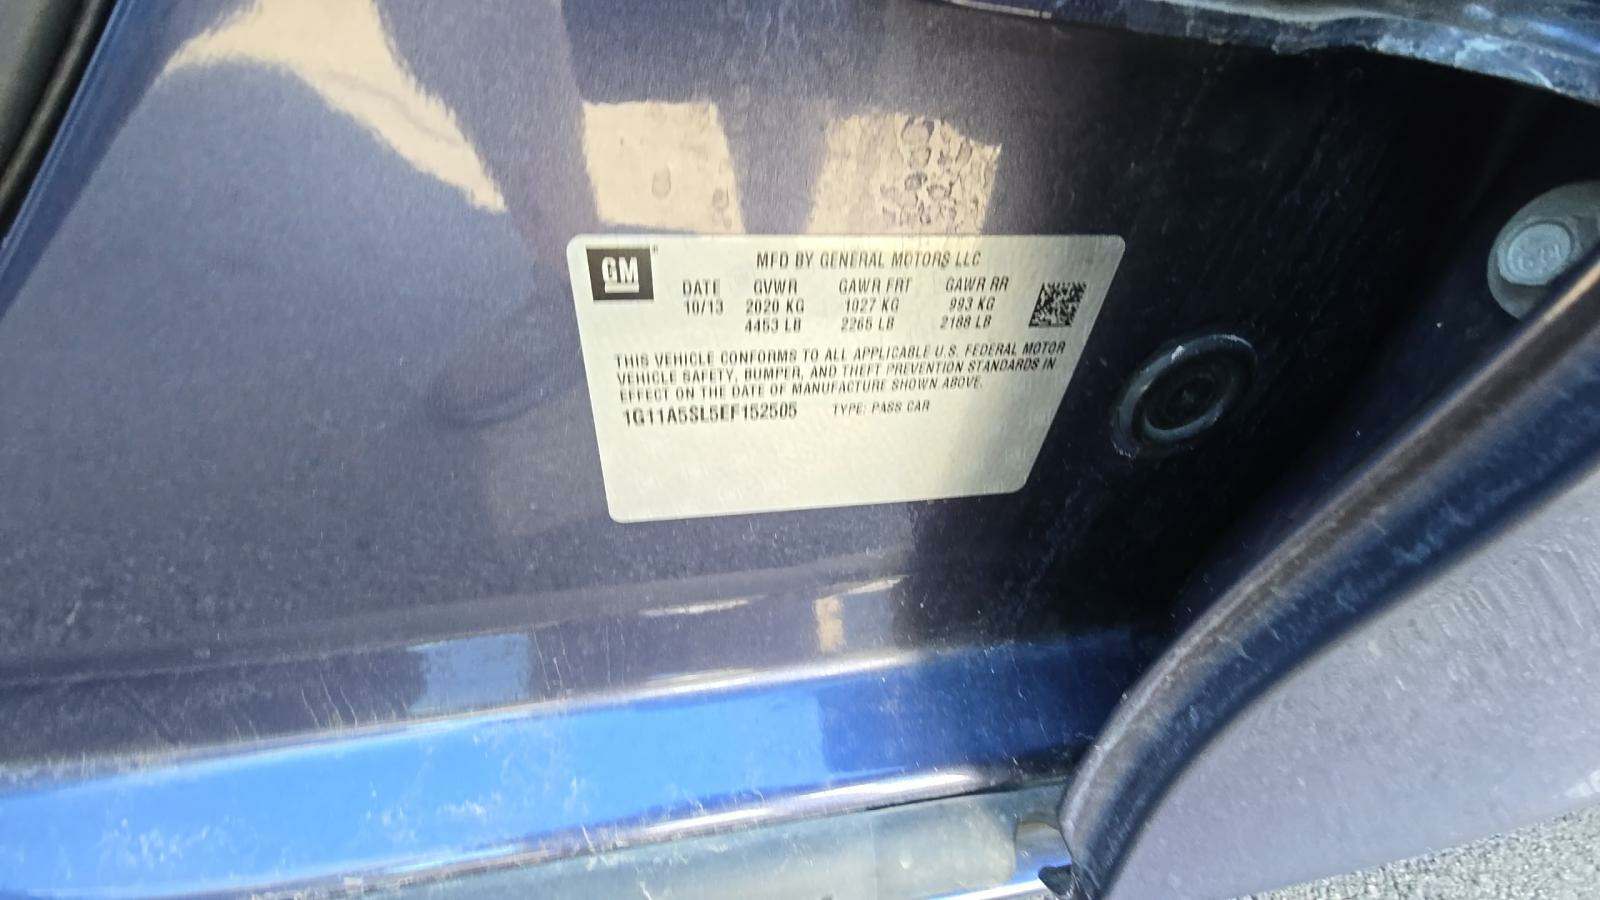 GM
MFD BY GENERAL MOTORS LLC
DATE GVWR GAWR FRT GAWR RR
10/13 2020 KG 1027 KG 993 KG
4453 LB 2265 LB 2188 LB
THIS VEHICLE CONFORMS TO ALL APPLICABLE U.S. FEDERAL MOTOR
VEHICLE SAFETY, BUMPER, AND THEFT PREVENTION STANDARDS IN
EFFECT ON THE DATE OF MANUFACTURE SHOWN ABOVE.
1G11A5SL5EF152505 TYPE: PASS CAR